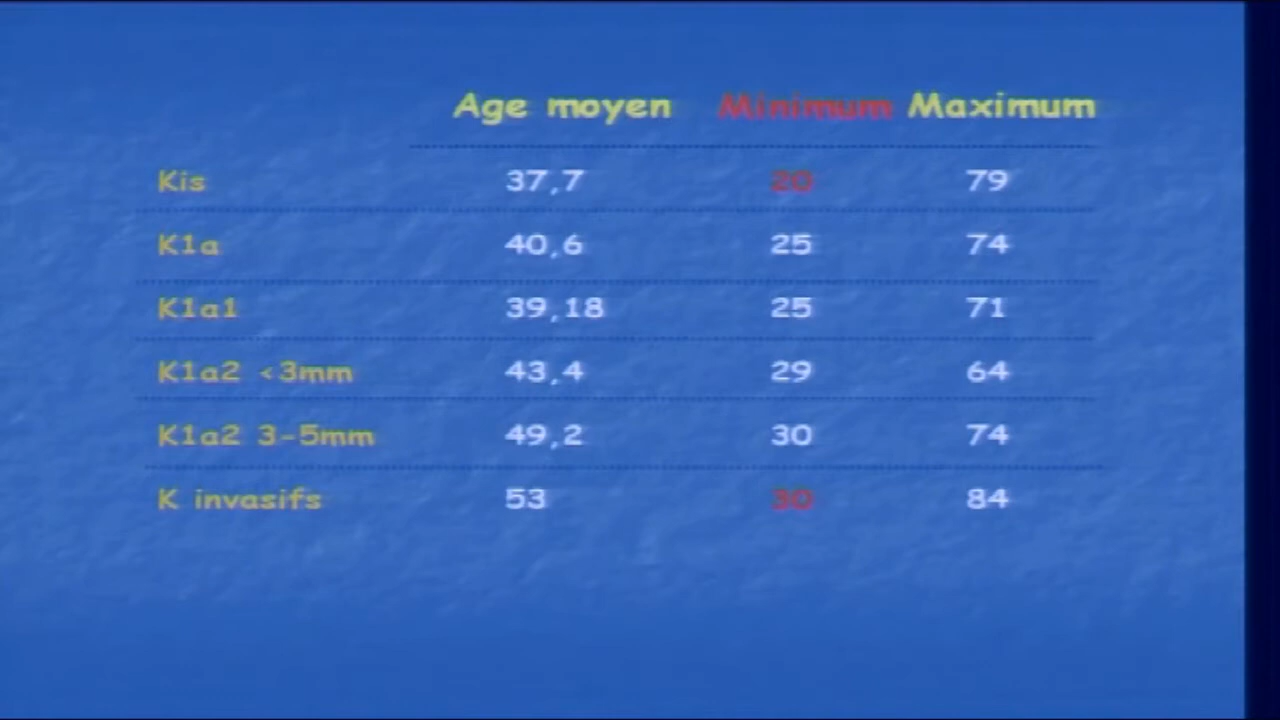 Age moyen Minimum Maximum
Kis 37,7 20 79
K1a 40,6 25 74
K1a1 39,18 25 71
K1a2 <3mm 43,4 29 64
K1a2 3-5mm 49,2 30 74
K invasifs 53 30 84